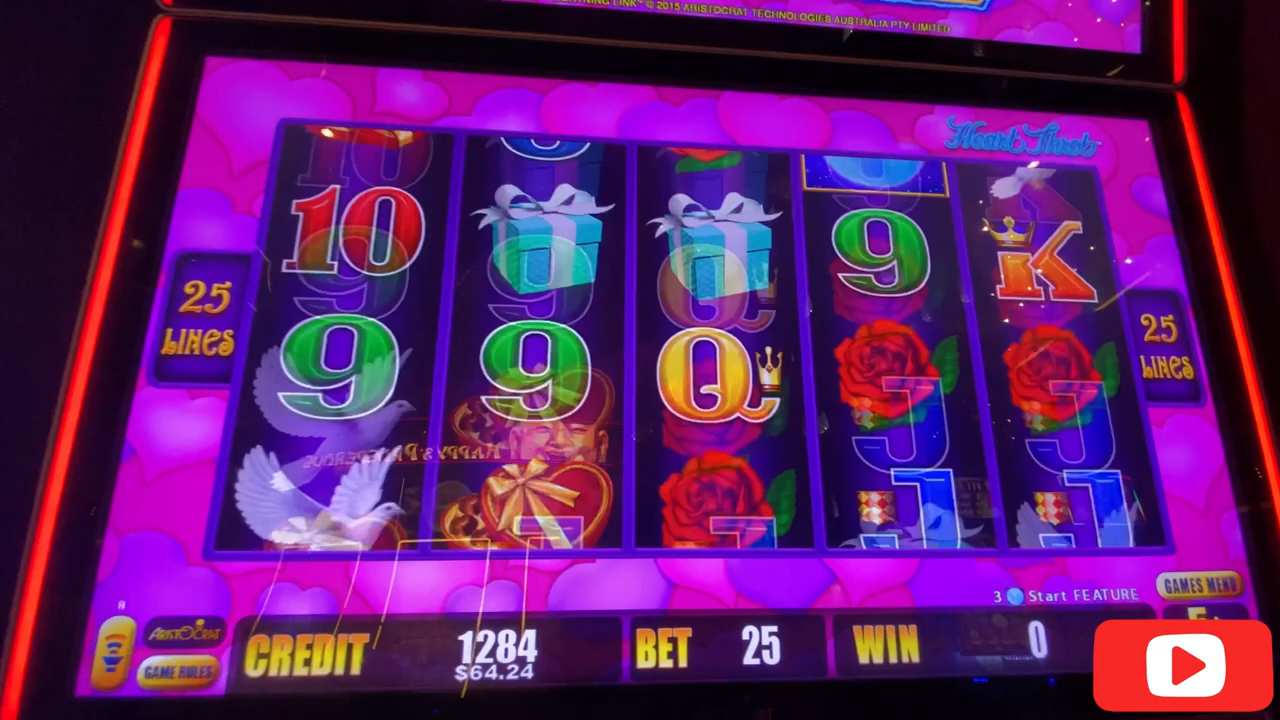 LIGHTNING LINK™ © 2015 ARISTOCRAT TECHNOLOGIES AUSTRALIA PTY LIMITED
Heart Throb
10
9
K
25
LINES
9
9
Q
25
LINES
J
J
3 Start FEATURE
GAMES MENU
ARISTOCRAT
GAME RULES
CREDIT
1284
$64.24
BET
25
WIN
0